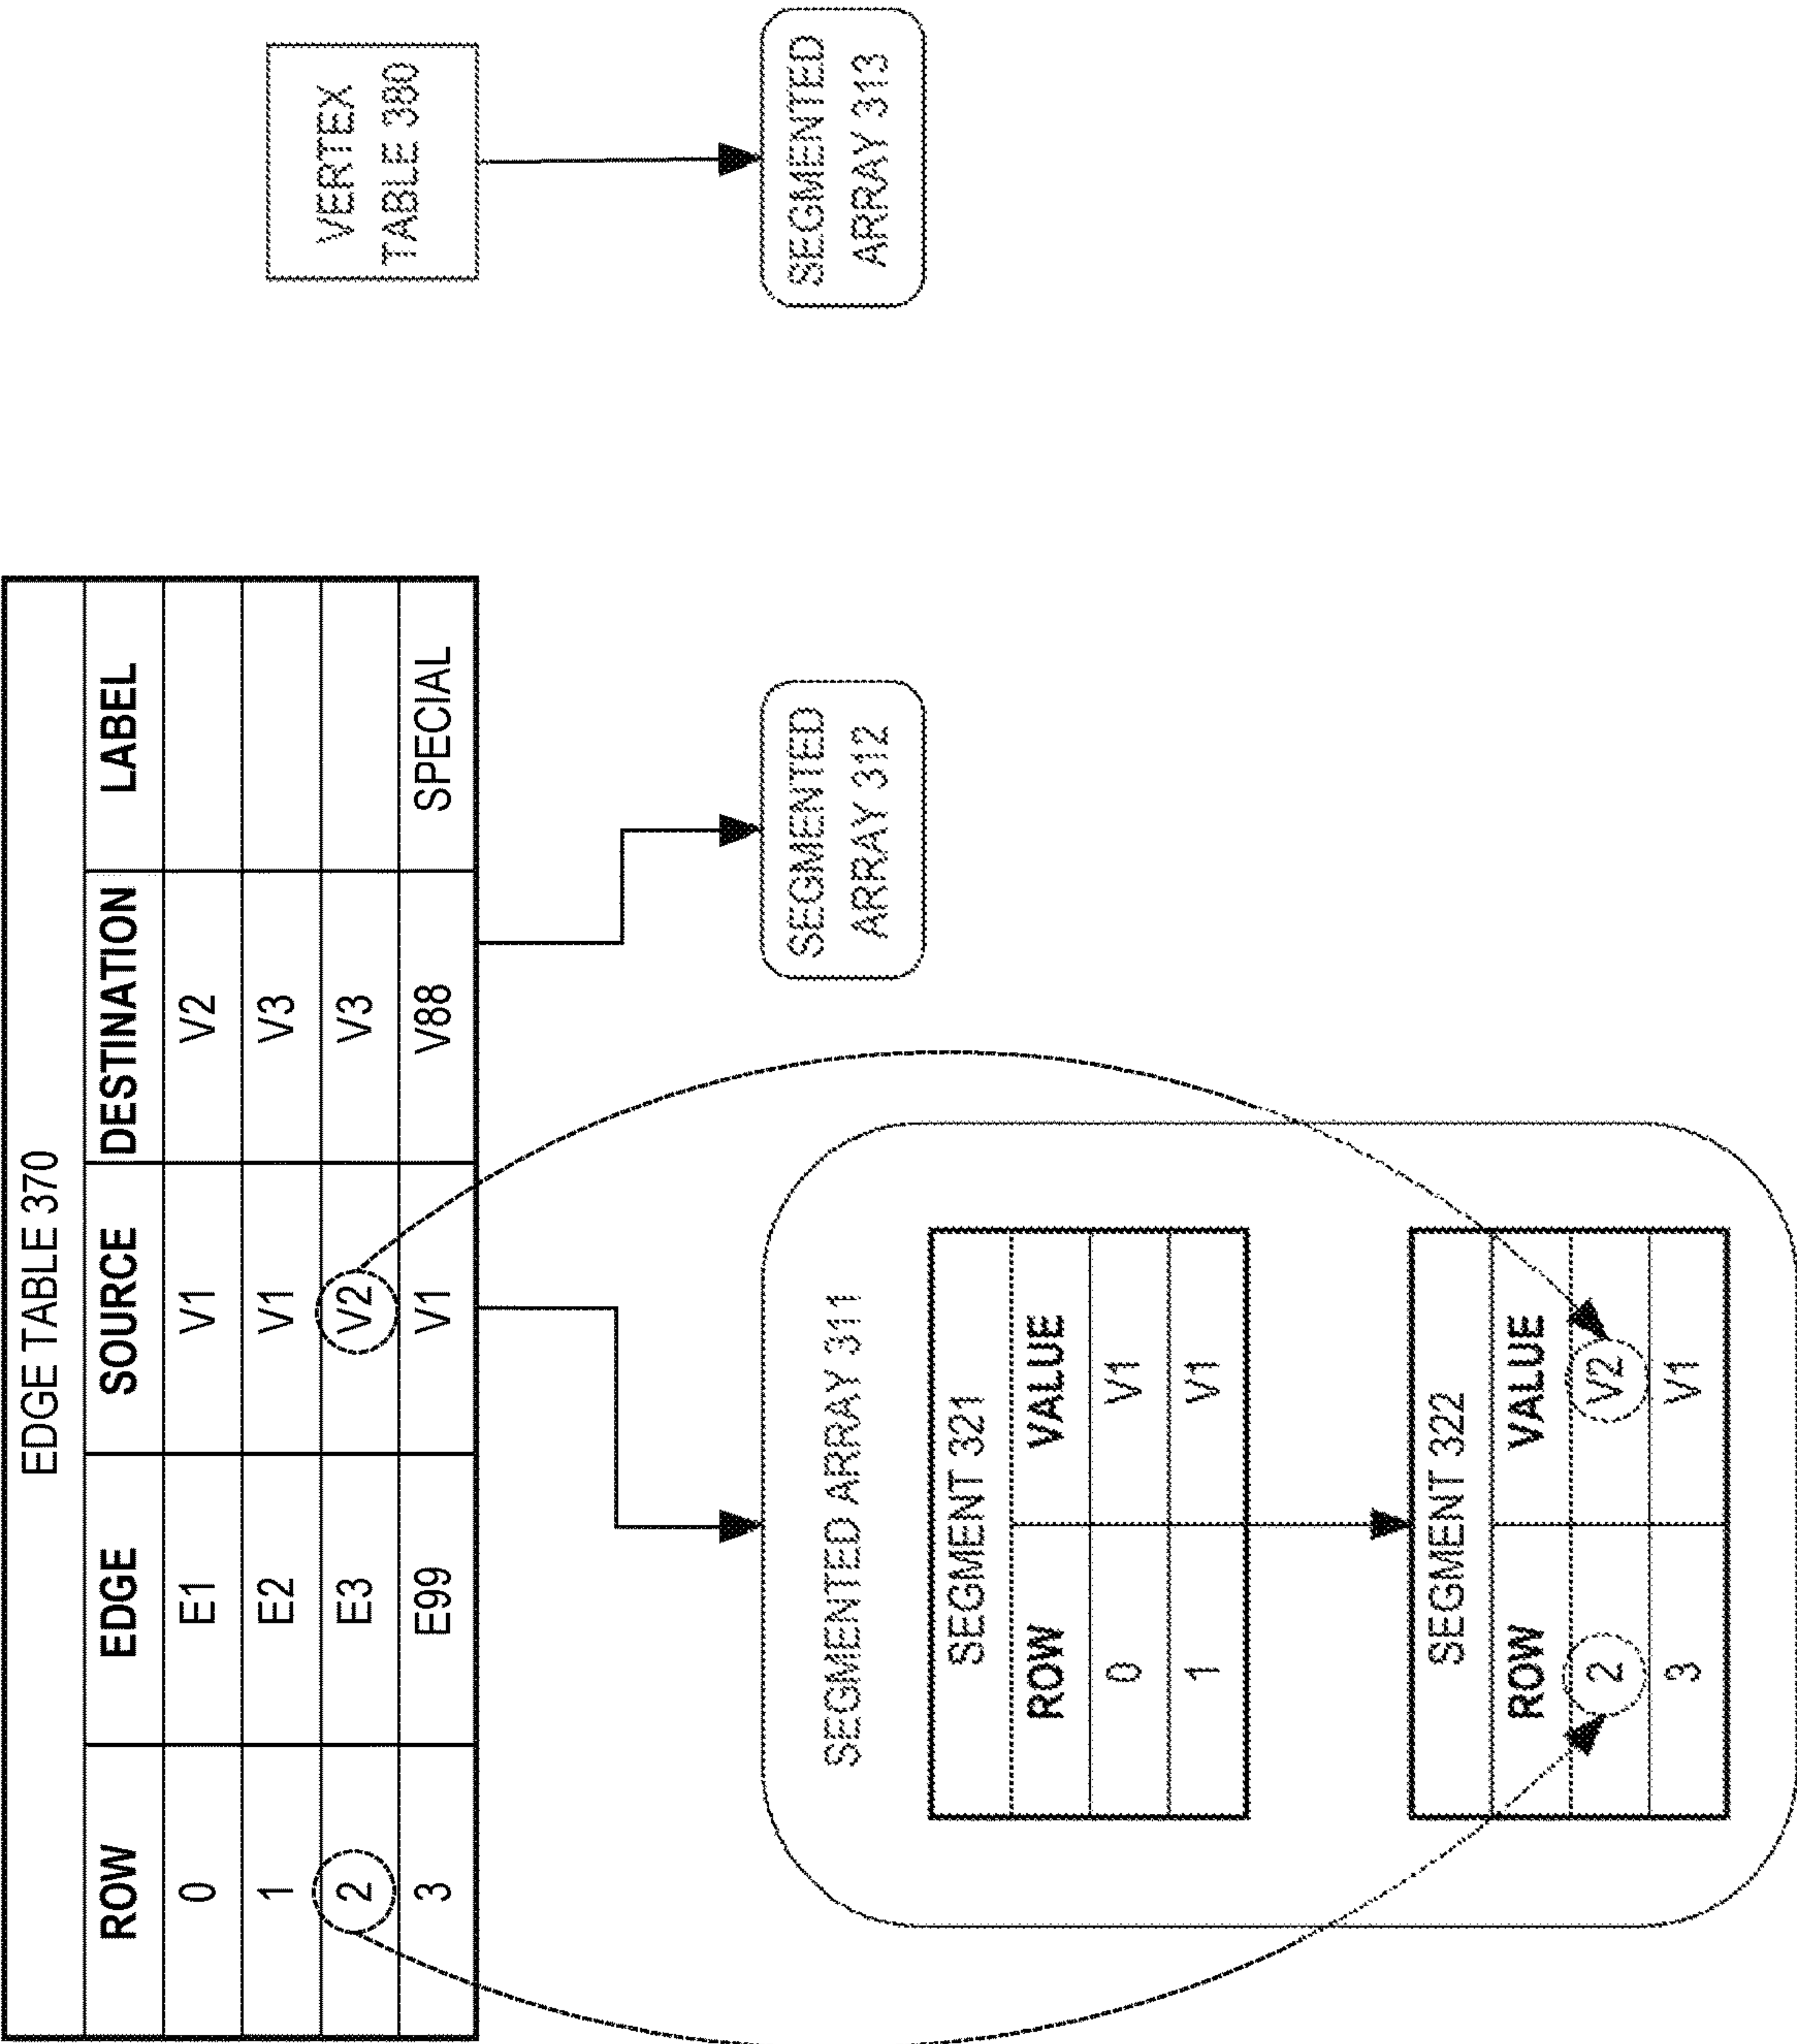 EDGE TABLE 370
ROW EDGE SOURCE DESTINATION LABEL
0 E1 V1 V2
1 E2 V1 V3
2 E3 V2 V3
3 E99 V1 V88 SPECIAL
VERTEX
TABLE 380
SEGMENTED ARRAY 311
SEGMENT 321
ROW VALUE
0 V1
1 V1
SEGMENT 322
ROW VALUE
2 V2
3 V1
SEGMENTED
ARRAY 312
SEGMENTED
ARRAY 313